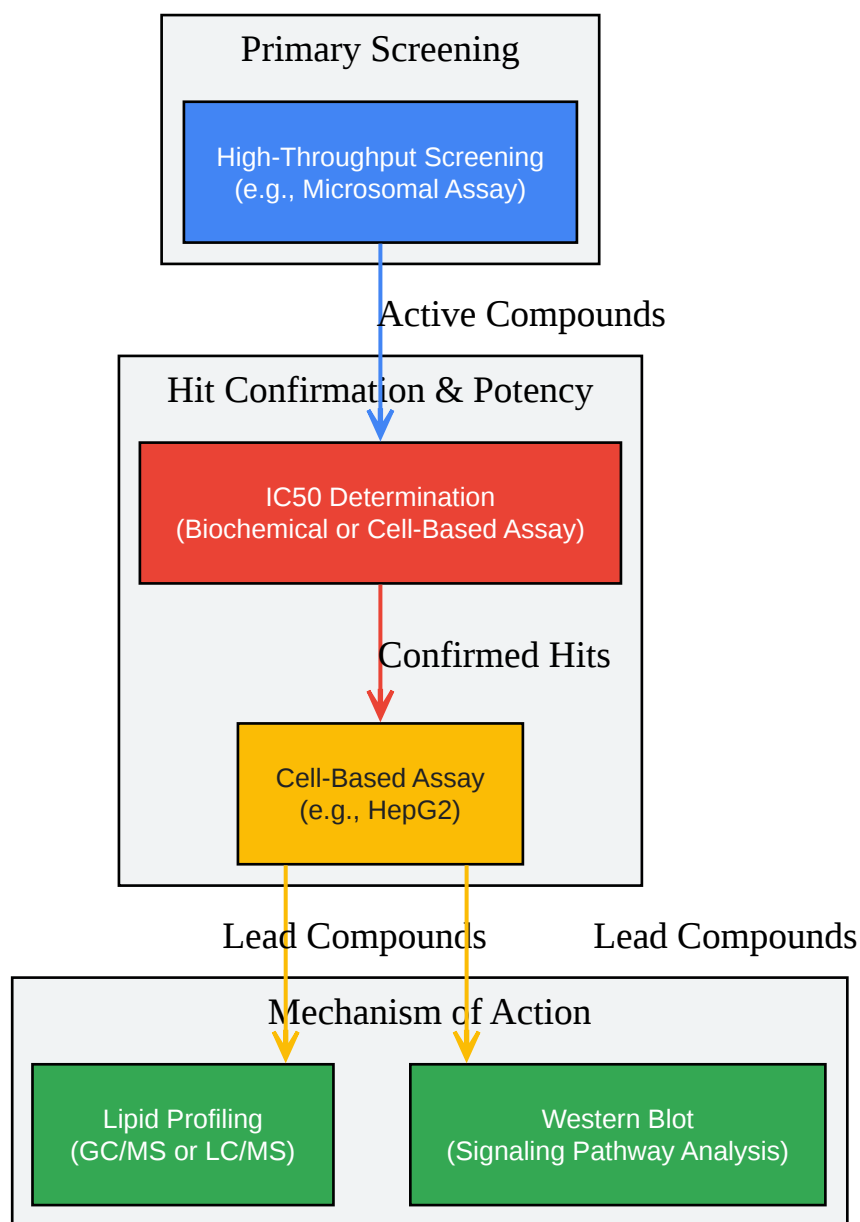 Primary Screening
High-Throughput Screening
(e.g., Microsomal Assay)
Active Compounds
Hit Confirmation & Potency
IC50 Determination
(Biochemical or Cell-Based Assay)
Confirmed Hits
Cell-Based Assay
(e.g., HepG2)
Lead Compounds
Lead Compounds
Mechanism of Action
Lipid Profiling
(GC/MS or LC/MS)
Western Blot
(Signaling Pathway Analysis)